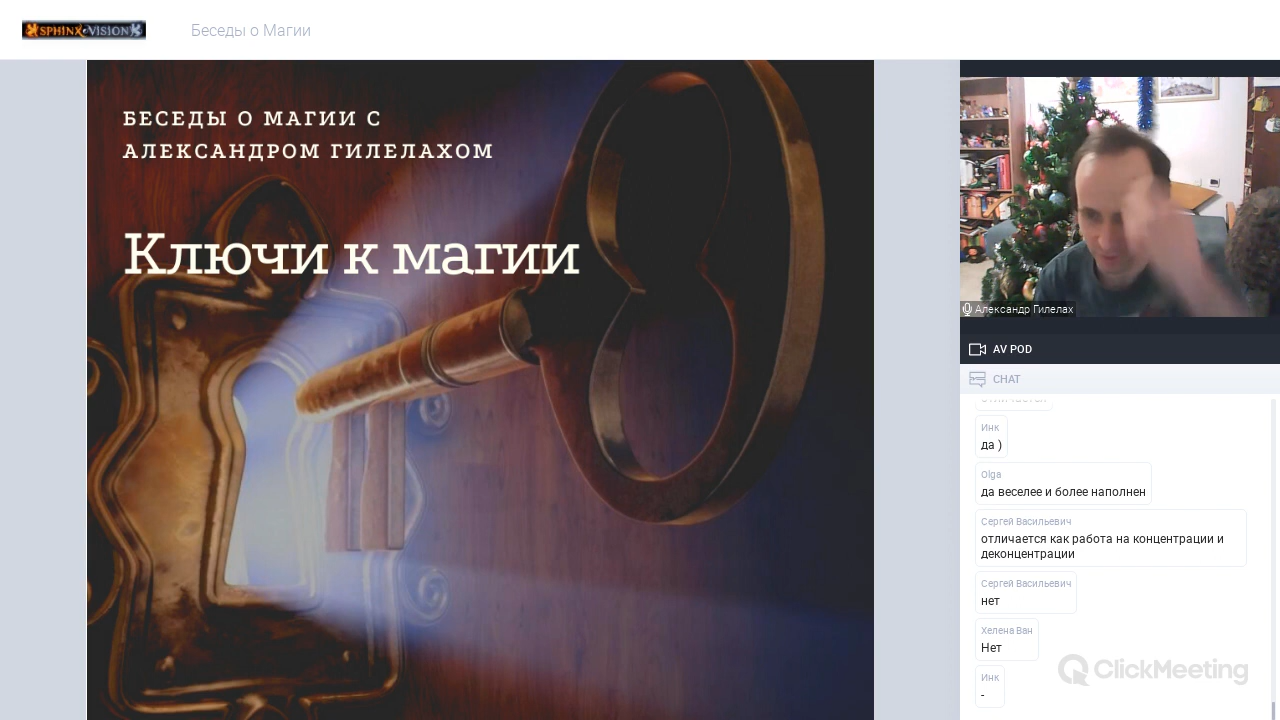 SPHINX VISION
Беседы о Магии
БЕСЕДЫ О МАГИИ С
АЛЕКСАНДРОМ ГИЛЕЛАХОМ
Ключи к магии
Александр Гилелах
AV POD
CHAT
Инк
да )
Olga
да веселее и более наполнен
Сергей Васильевич
отличается как работа на концентрации и
деконцентрации
Сергей Васильевич
нет
Хелена Ван
Нет
Инк
-
ClickMeeting